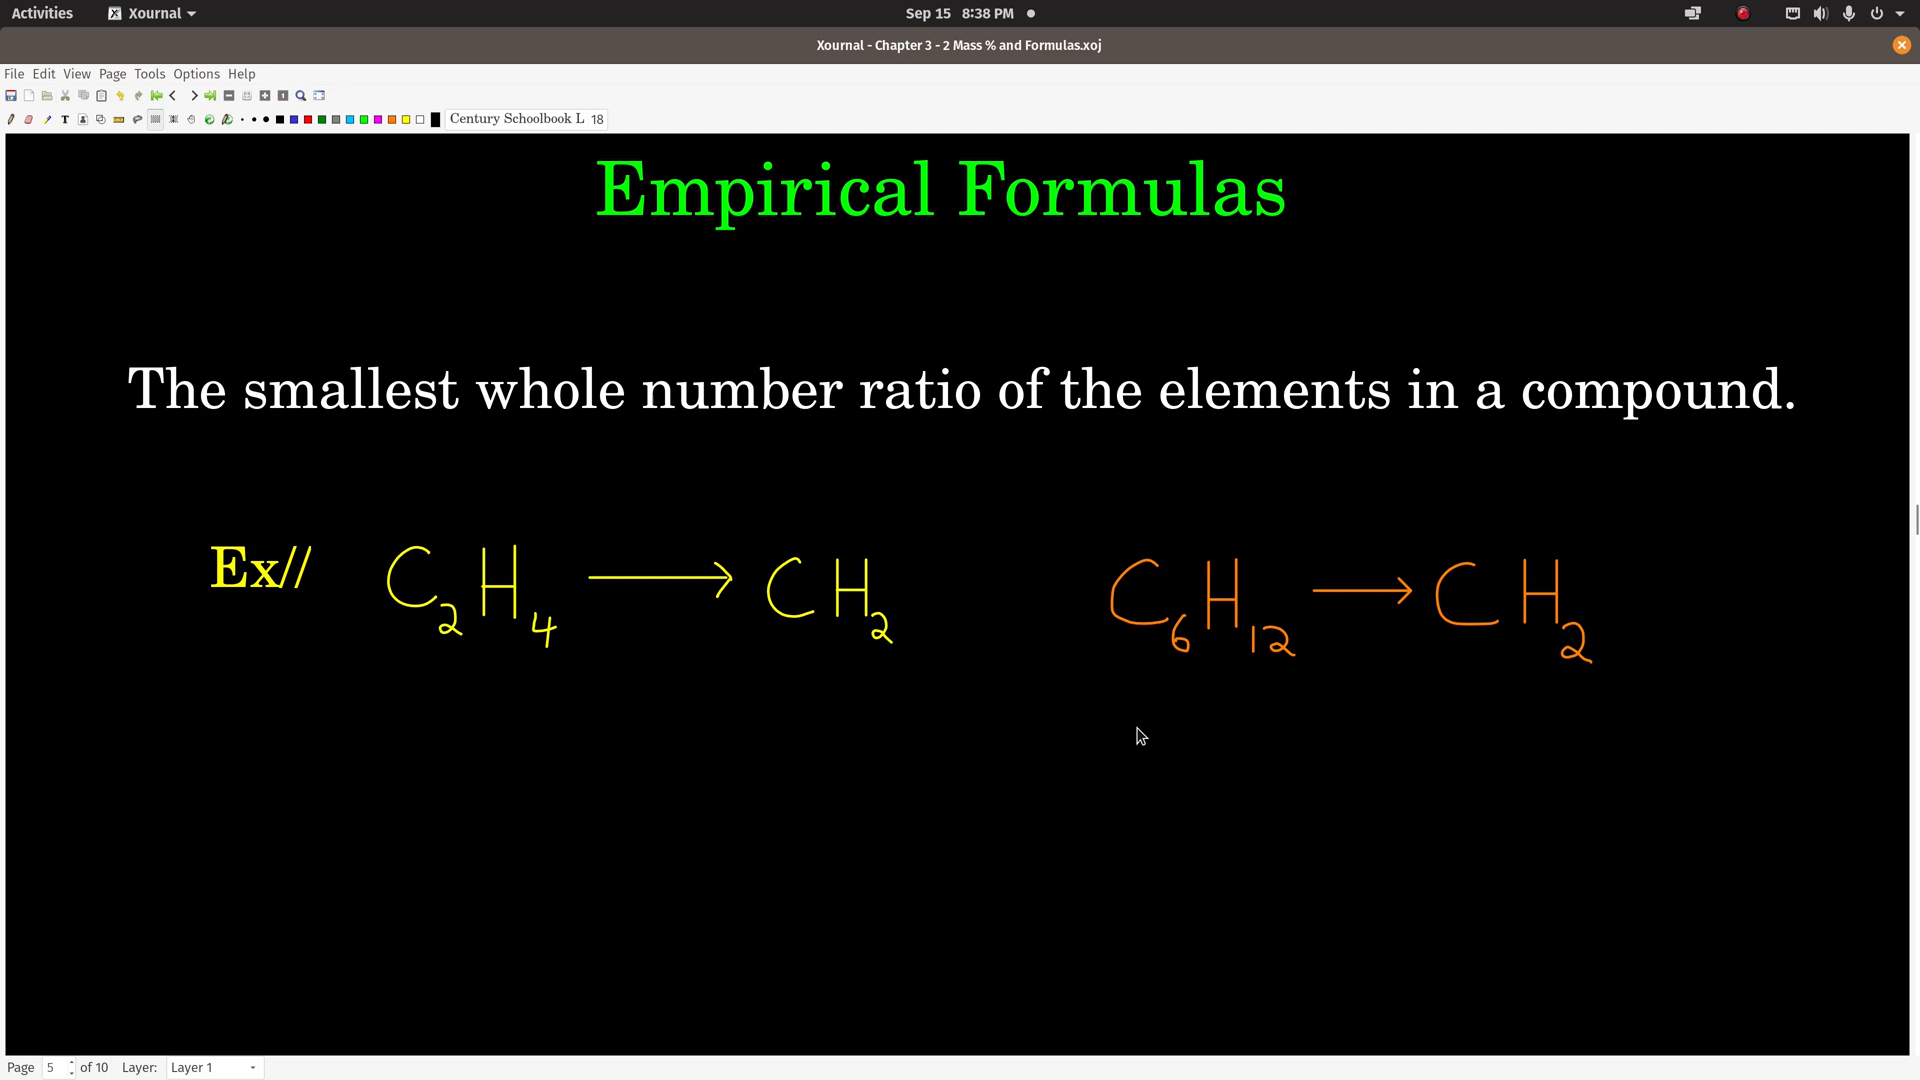 Activities Xournal Sep 15 8:38 PM
Xournal - Chapter 3 - 2 Mass % and Formulas.xoj
File Edit View Page Tools Options Help
Century Schoolbook L 18
Empirical Formulas
The smallest whole number ratio of the elements in a compound.
Ex// C₂H₄ → CH₂ C₆H₁₂ → CH₂
Page 5 of 10 Layer: Layer 1